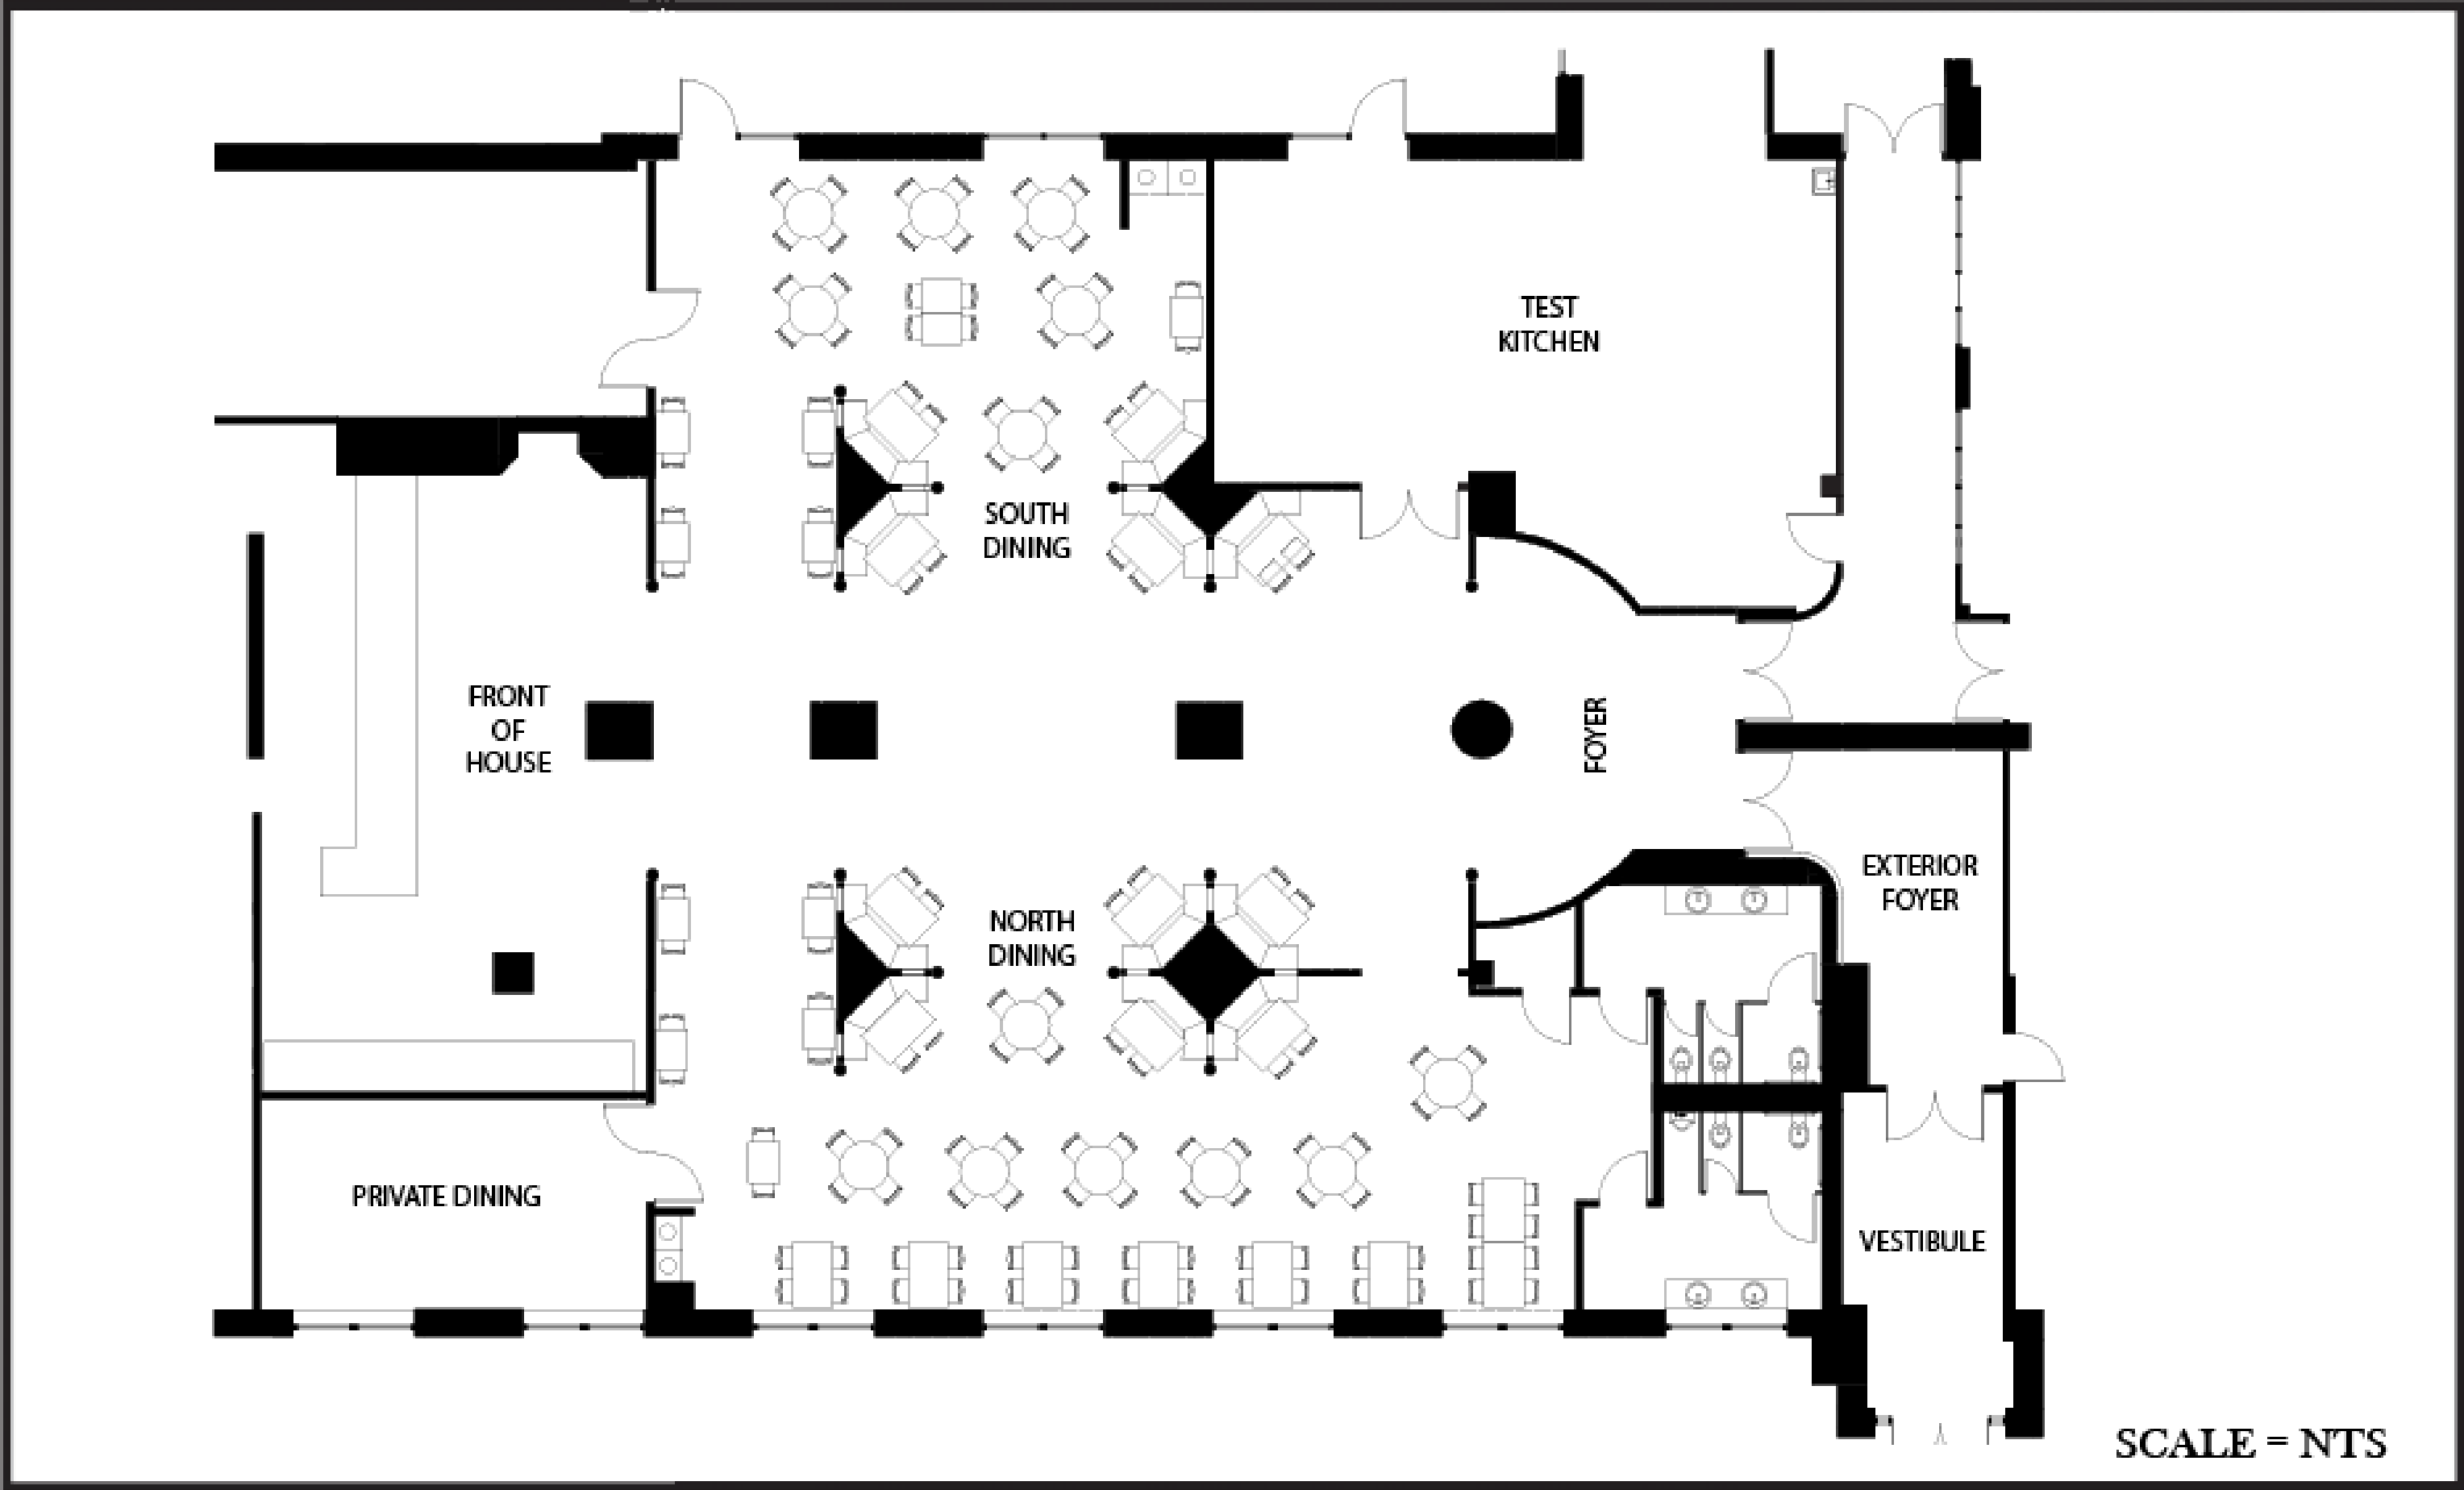 TEST
KITCHEN
SOUTH
DINING
FRONT
OF
HOUSE
FOYER
EXTERIOR
FOYER
NORTH
DINING
PRIVATE DINING
VESTIBULE
SCALE = NTS